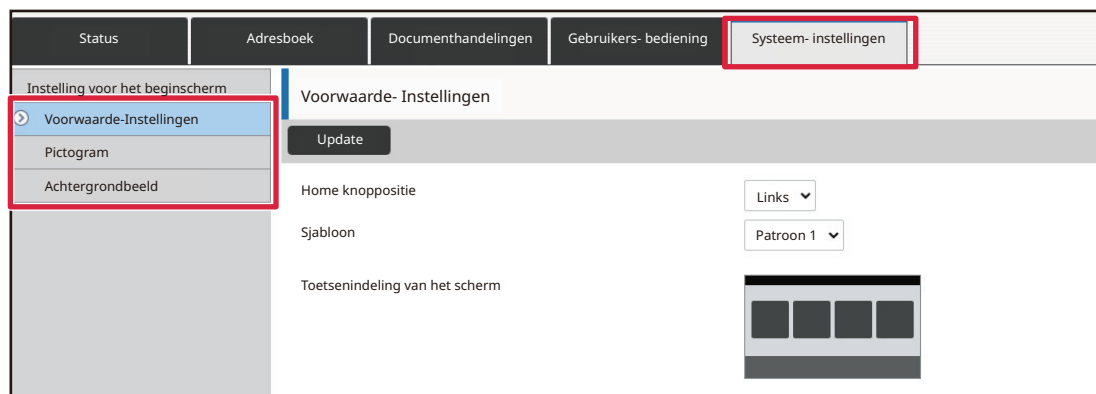 Status
Adresboek
Documenthandelingen
Gebruikers- bediening
Systeem- instellingen
Instelling voor het beginscherm
Voorwaarde-Instellingen
Pictogram
Achtergrondbeeld
Voorwaarde- Instellingen
Update
Home knoppositie
Links
Sjabloon
Patroon 1
Toetsenindeling van het scherm